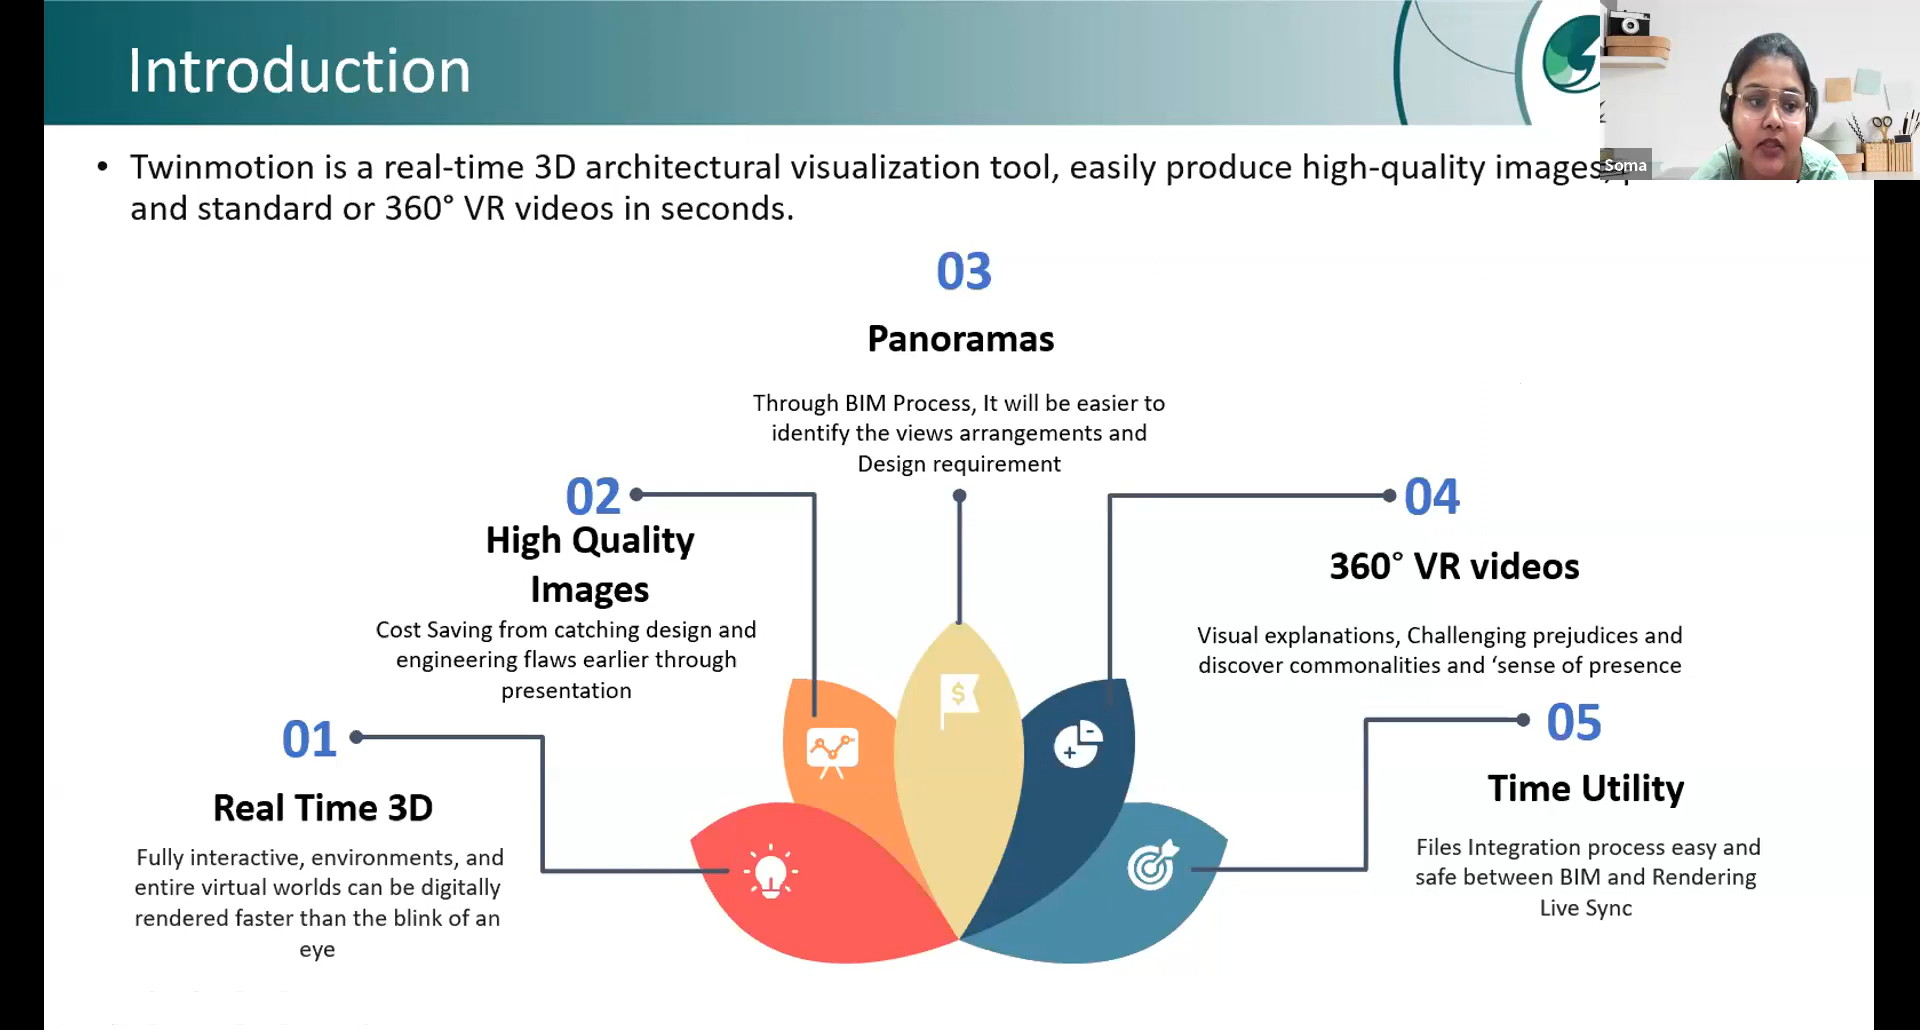 Introduction
Soma
• Twinmotion is a real-time 3D architectural visualization tool, easily produce high-quality images,
and standard or 360° VR videos in seconds.
03
Panoramas
Through BIM Process, It will be easier to
identify the views arrangements and
Design requirement
02
High Quality
Images
Cost Saving from catching design and
engineering flaws earlier through
presentation
04
360° VR videos
Visual explanations, Challenging prejudices and
discover commonalities and ‘sense of presence
01
Real Time 3D
Fully interactive, environments, and
entire virtual worlds can be digitally
rendered faster than the blink of an
eye
05
Time Utility
Files Integration process easy and
safe between BIM and Rendering
Live Sync
$